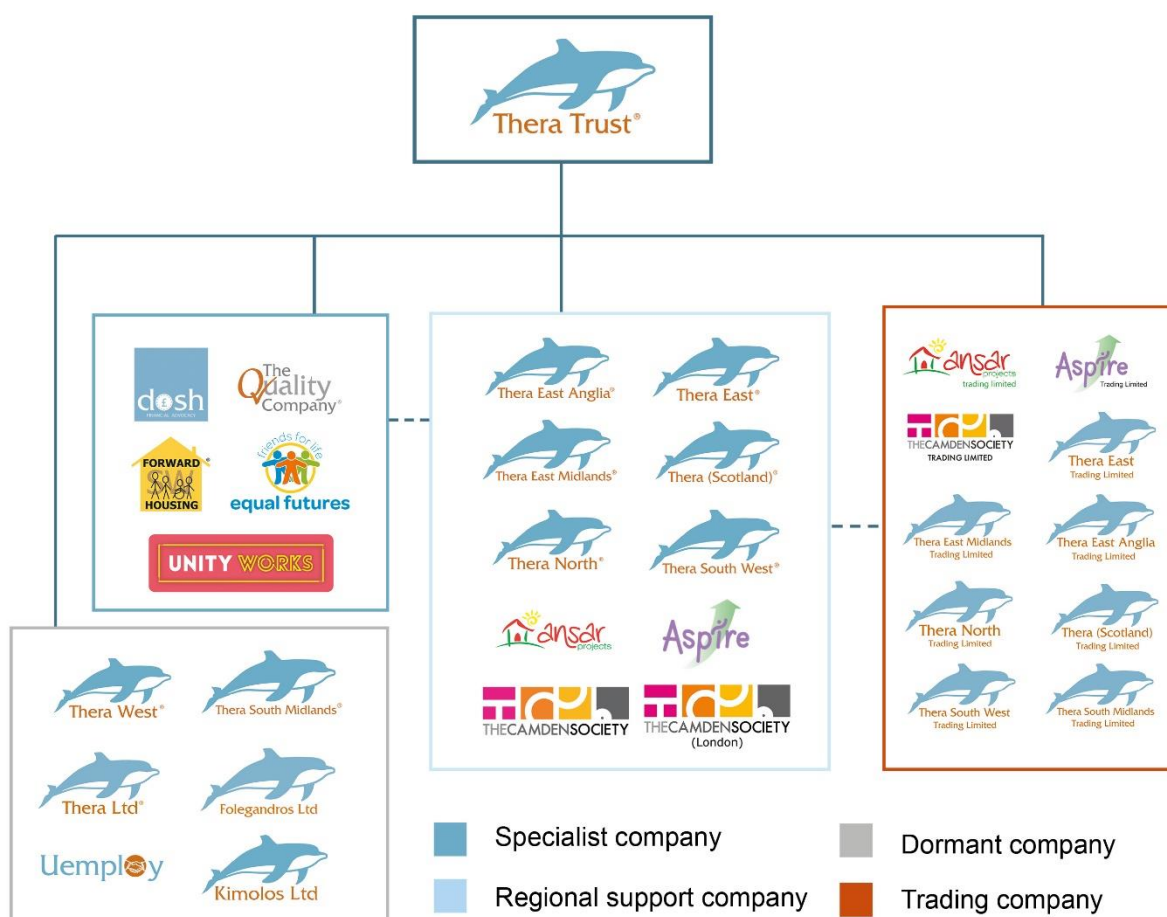 Thera Trust®
dosh
FINANCIAL ADVOCACY
The
Quality
Company®
FORWARD®
HOUSING
friends for life
equal futures
UNITY WORKS
Thera East Anglia®
Thera East®
Thera East Midlands®
Thera (Scotland)®
Thera North®
Thera South West®
ansar
projects
Aspire
THECAMDENSOCIETY
THECAMDENSOCIETY
(London)
ansar
projects
trading limited
Aspire
Trading Limited
THECAMDENSOCIETY
TRADING LIMITED
Thera East
Trading Limited
Thera East Midlands
Trading Limited
Thera East Anglia
Trading Limited
Thera North
Trading Limited
Thera (Scotland)
Trading Limited
Thera South West
Trading Limited
Thera South Midlands
Trading Limited
Thera West®
Thera South Midlands®
Thera Ltd®
Folegandros Ltd
Uemploy
Kimolos Ltd
Specialist company
Regional support company
Dormant company
Trading company